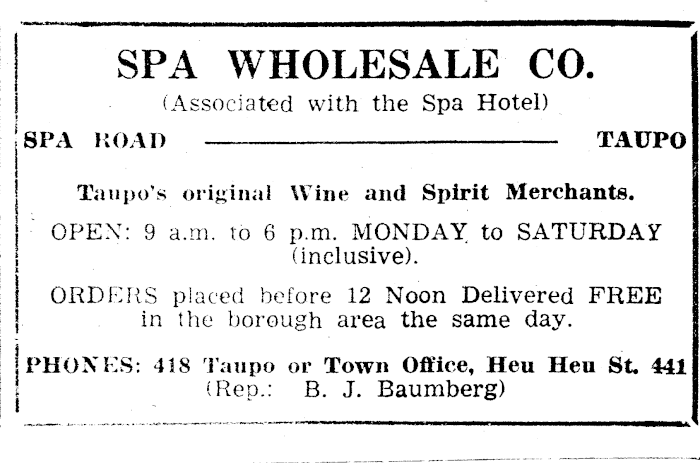 SPA WHOLESALE CO.
(Associated with the Spa Hotel)
SPA ROAD TAUPO
Taupo's original Wine and Spirit Merchants.
OPEN: 9 a.m. to 6 p.m. MONDAY to SATURDAY
(inclusive).
ORDERS placed before 12 Noon Delivered FREE
in the borough area the same day.
PHONES: 418 Taupo or Town Office, Heu Heu St. 441
(Rep.: B. J. Baumberg)